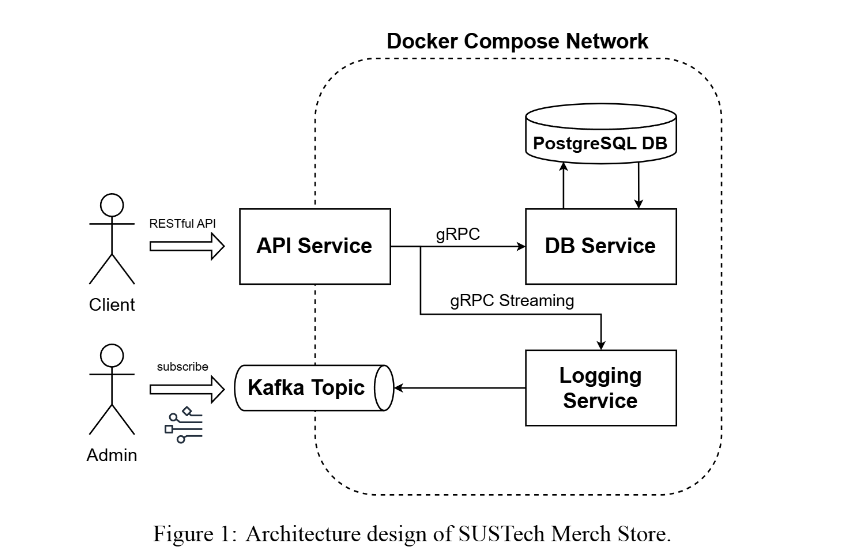 Docker Compose Network
PostgreSQL DB
RESTful API
API Service
gRPC
DB Service
Client
gRPC Streaming
subscribe
Kafka Topic
Logging
Service
Admin
Figure 1: Architecture design of SUSTech Merch Store.